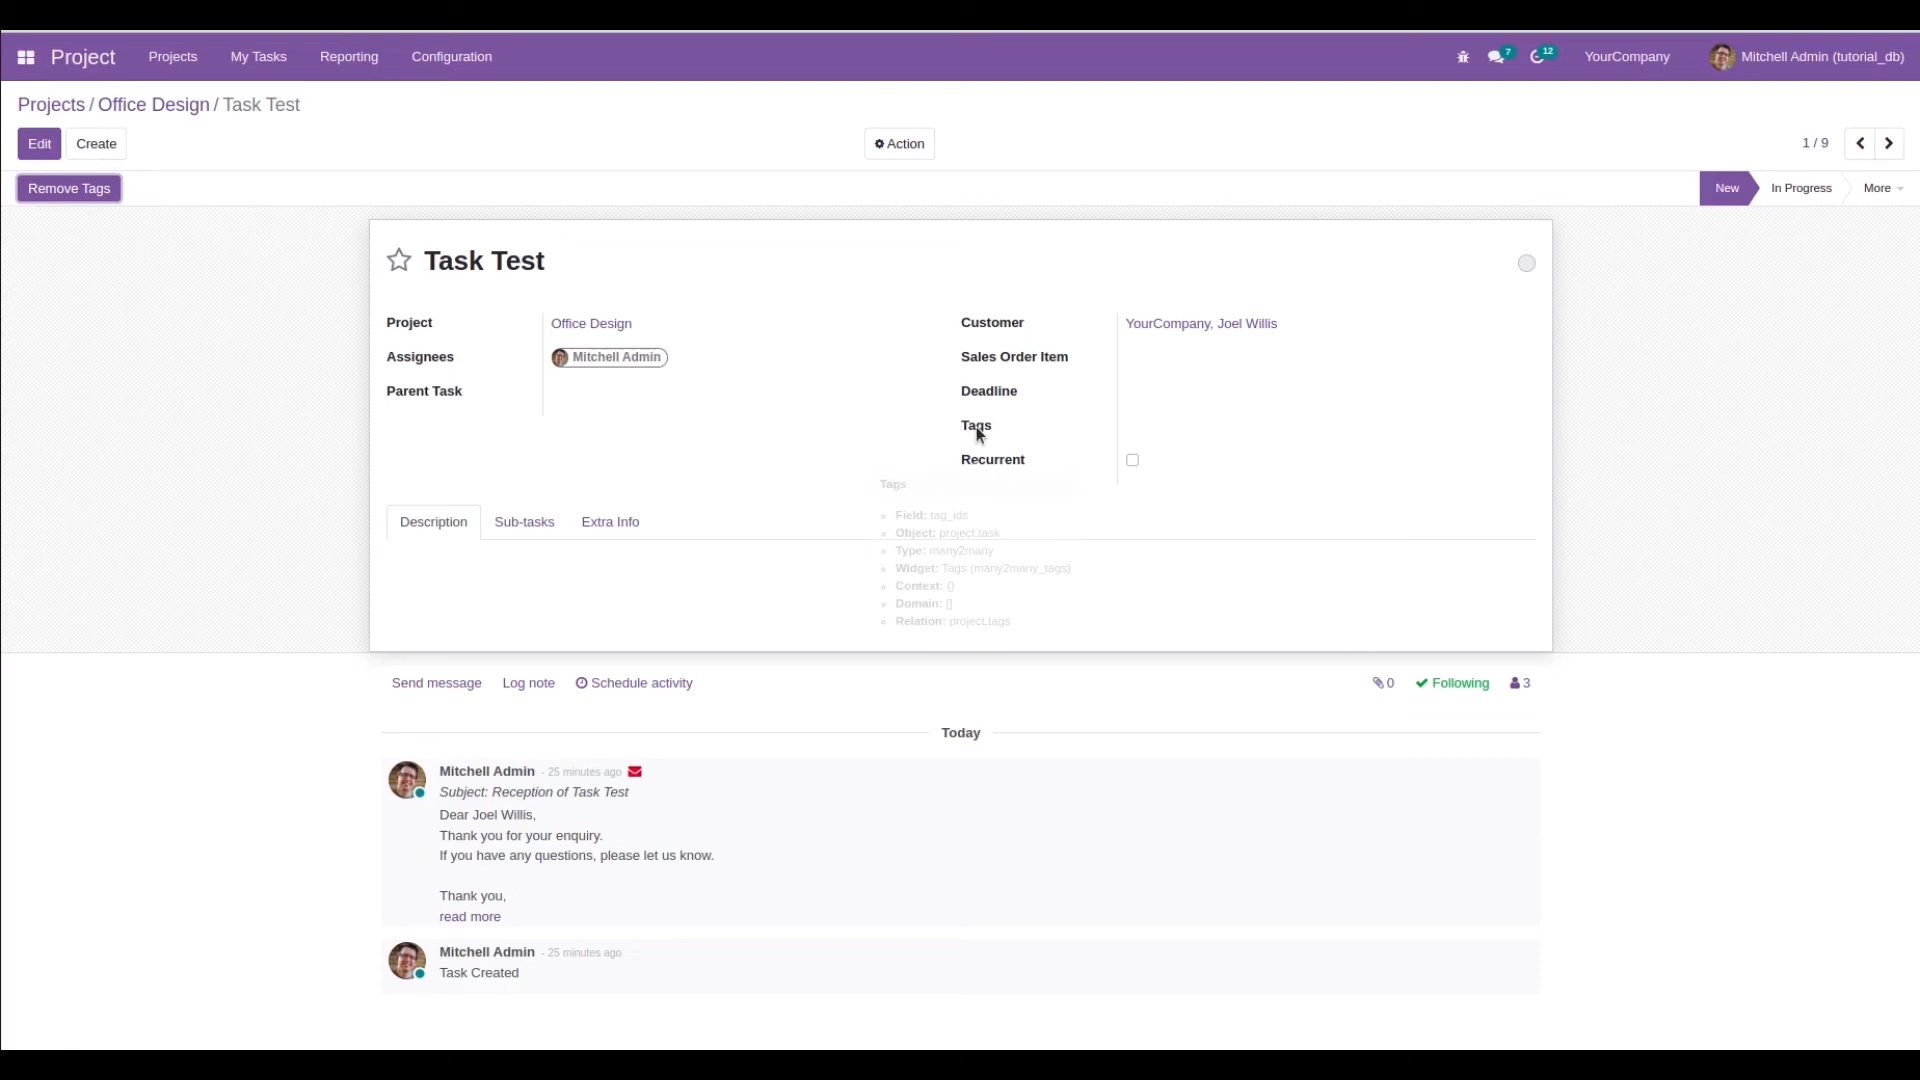 Project Projects My Tasks Reporting Configuration 7 12 YourCompany Mitchell Admin (tutorial_db)
Projects / Office Design / Task Test
Edit Create Action 1 / 9
Remove Tags New In Progress More
Task Test
Project Office Design Customer YourCompany, Joel Willis
Assignees Mitchell Admin Sales Order Item
Parent Task Deadline
Tags
Recurrent
Tags
Field: tag_ids
Description Sub-tasks Extra Info
Object: project.task
Type: many2many
Widget: Tags (many2many_tags)
Context: {}
Domain: []
Relation: project.tags
Send message Log note Schedule activity 0 Following 3
Today
Mitchell Admin - 25 minutes ago
Subject: Reception of Task Test
Dear Joel Willis,
Thank you for your enquiry.
If you have any questions, please let us know.
Thank you,
read more
Mitchell Admin - 25 minutes ago
Task Created